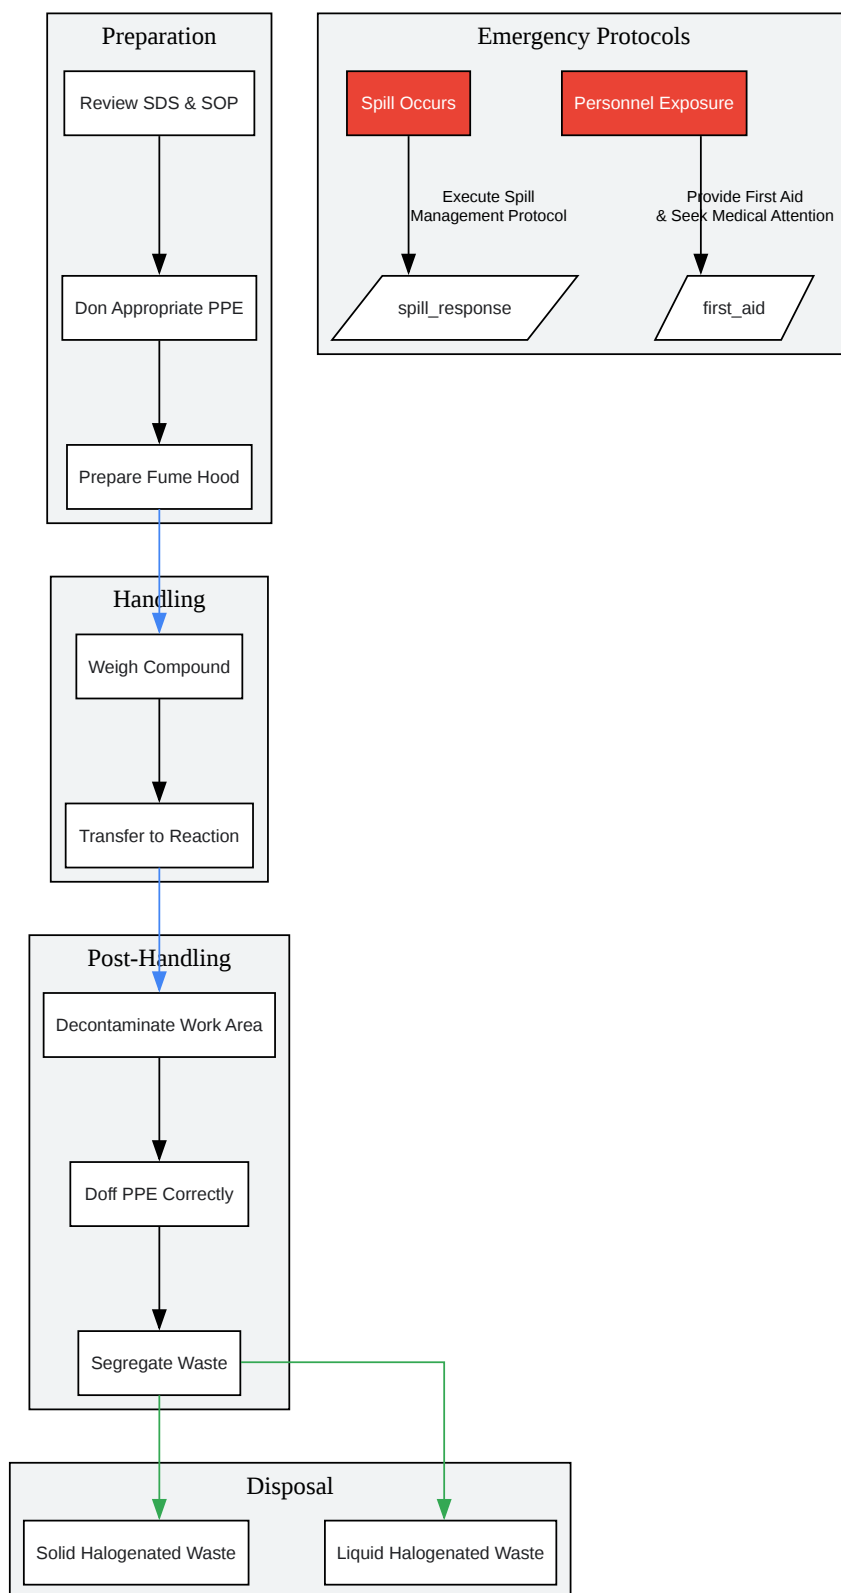 Preparation
Review SDS & SOP
Don Appropriate PPE
Prepare Fume Hood
Emergency Protocols
Spill Occurs
Personnel Exposure
Execute Spill
Management Protocol
Provide First Aid
& Seek Medical Attention
spill_response
first_aid
Handling
Weigh Compound
Transfer to Reaction
Post-Handling
Decontaminate Work Area
Doff PPE Correctly
Segregate Waste
Disposal
Solid Halogenated Waste
Liquid Halogenated Waste